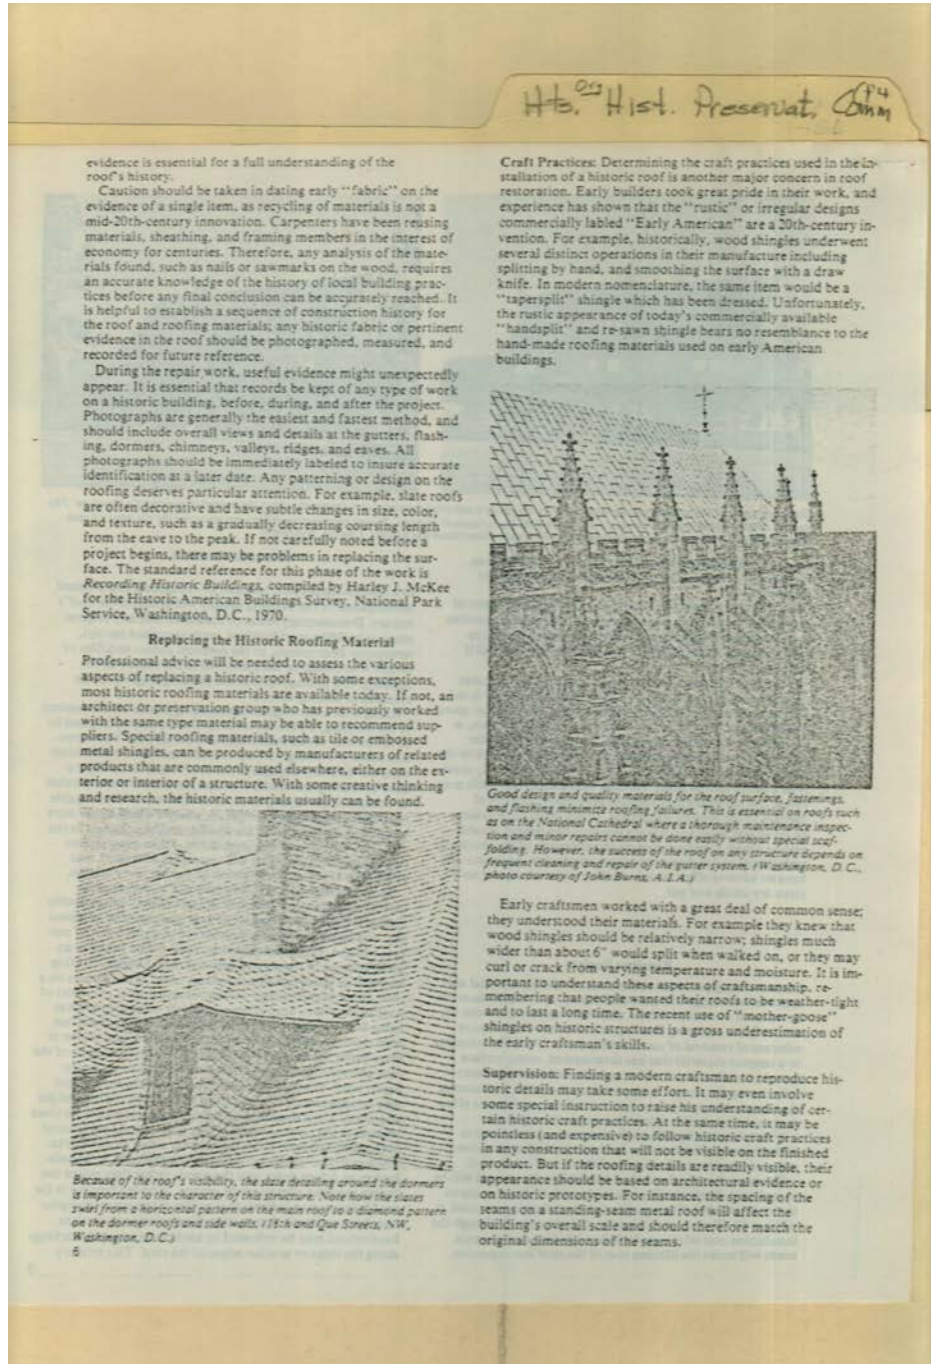 Hts. Org Hist. Preservat. Comm
evidence is essential for a full understanding of the
roof's history.
Caution should be taken in dating early "fabric" on the
evidence of a single item, as recycling of materials is not a
mid-20th-century innovation. Carpenters have been reusing
materials, sheathing, and framing members in the interest of
economy for centuries. Therefore, any analysis of the mate-
rials found, such as nails or sawmarks on the wood, requires
an accurate knowledge of the history of local building prac-
tices before any final conclusion can be accurately reached. It
is helpful to establish a sequence of construction history for
the roof and roofing materials; any historic fabric or pertinent
evidence in the roof should be photographed, measured, and
recorded for future reference.
During the repair work, useful evidence might unexpectedly
appear. It is essential that records be kept of any type of work
on a historic building, before, during, and after the project.
Photographs are generally the easiest and fastest method, and
should include overall views and details at the gutters, flash-
ing, dormers, chimneys, valleys, ridges, and eaves. All
photographs should be immediately labeled to insure accurate
identification at a later date. Any patterning or design on the
roofing deserves particular attention. For example, slate roofs
are often decorative and have subtle changes in size, color,
and texture, such as a gradually decreasing coursing length
from the eave to the peak. If not carefully noted before a
project begins, there may be problems in replacing the sur-
face. The standard reference for this phase of the work is
Recording Historic Buildings, compiled by Harley J. McKee
for the Historic American Buildings Survey, National Park
Service, Washington, D.C., 1970.
Replacing the Historic Roofing Material
Professional advice will be needed to assess the various
aspects of replacing a historic roof. With some exceptions,
most historic roofing materials are available today. If not, an
architect or preservation group who has previously worked
with the same type material may be able to recommend sup-
pliers. Special roofing materials, such as tile or embossed
metal shingles, can be produced by manufacturers of related
products that are commonly used elsewhere, either on the ex-
terior or interior of a structure. With some creative thinking
and research, the historic materials usually can be found.
Because of the roof's visibility, the slate detailing around the dormers
is important to the character of this structure. Note how the slates
swirl from a horizontal pattern on the main roof to a diamond pattern
on the dormer roofs and side walls. (18th and Que Streets, NW,
Washington, D.C.)
6
Craft Practices: Determining the craft practices used in the in-
stallation of a historic roof is another major concern in roof
restoration. Early builders took great pride in their work, and
experience has shown that the "rustic" or irregular designs
commercially labled "Early American" are a 20th-century in-
vention. For example, historically, wood shingles underwent
several distinct operations in their manufacture including
splitting by hand, and smoothing the surface with a draw
knife. In modern nomenclature, the same item would be a
"tapersplit" shingle which has been dressed. Unfortunately,
the rustic appearance of today's commercially available
"handsplit" and re-sawn shingle bears no resemblance to the
hand-made roofing materials used on early American
buildings.
Good design and quality materials for the roof surface, fastenings,
and flashing minimize roofing failures. This is essential on roofs such
as on the National Cathedral where a thorough maintenance inspec-
tion and minor repairs cannot be done easily without special scaf-
folding. However, the success of the roof on any structure depends on
frequent cleaning and repair of the gutter system. (Washington, D.C.,
photo courtesy of John Burns, A.I.A.)
Early craftsmen worked with a great deal of common sense;
they understood their materials. For example they knew that
wood shingles should be relatively narrow; shingles much
wider than about 6" would split when walked on, or they may
curl or crack from varying temperature and moisture. It is im-
portant to understand these aspects of craftsmanship, re-
membering that people wanted their roofs to be weather-tight
and to last a long time. The recent use of "mother-goose"
shingles on historic structures is a gross underestimation of
the early craftsman's skills.
Supervision: Finding a modern craftsman to reproduce his-
toric details may take some effort. It may even involve
some special instruction to raise his understanding of cer-
tain historic craft practices. At the same time, it may be
pointless (and expensive) to follow historic craft practices
in any construction that will not be visible on the finished
product. But if the roofing details are readily visible, their
appearance should be based on architectural evidence or
on historic prototypes. For instance, the spacing of the
seams on a standing-seam metal roof will affect the
building's overall scale and should therefore match the
original dimensions of the seams.